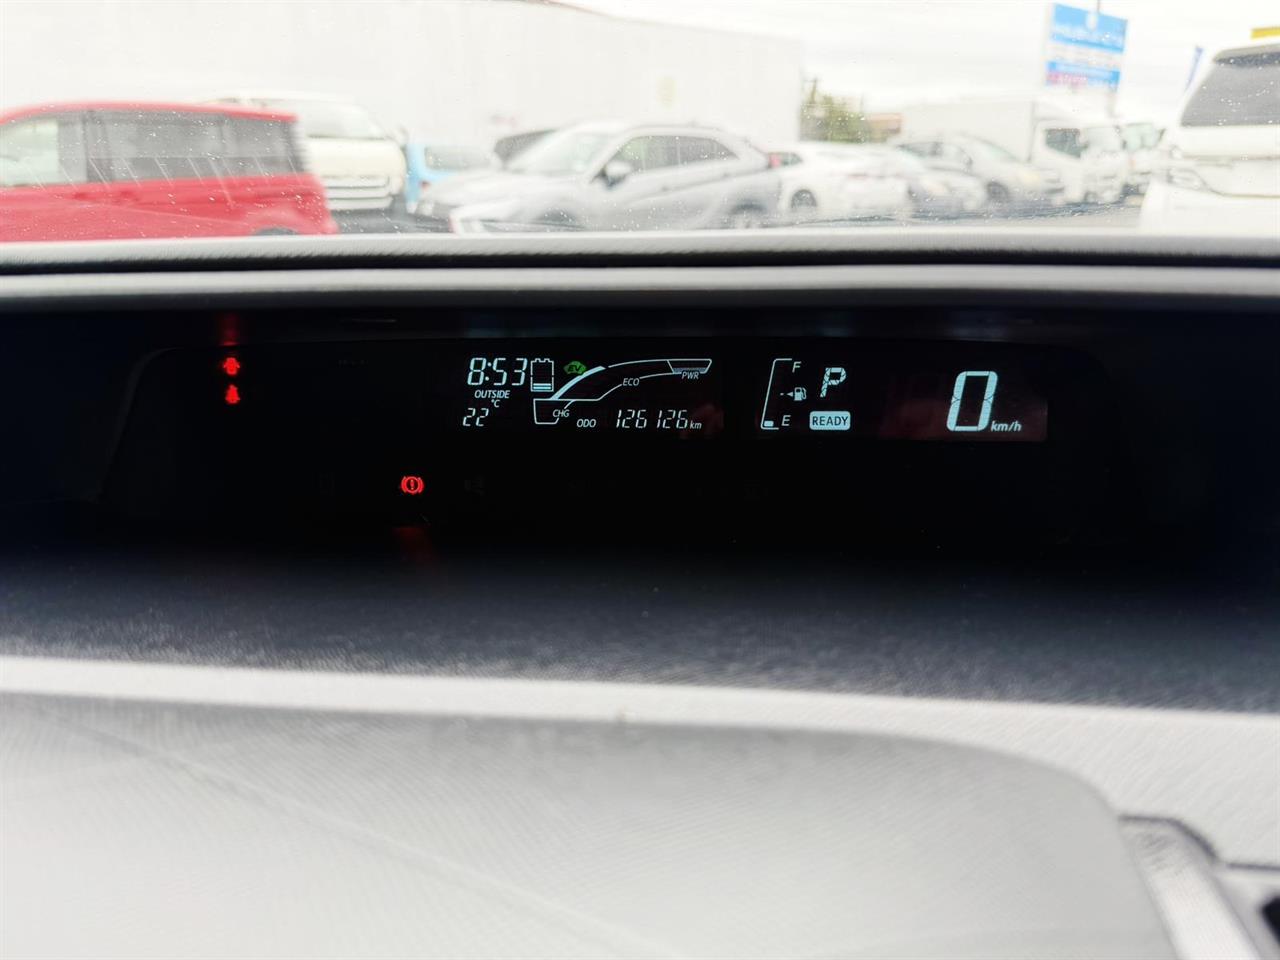 8:53
EV
F
P
PWR
OUTSIDE
ECO
°C
CHG
22
ODO 126126 km
E
READY
0 km/h